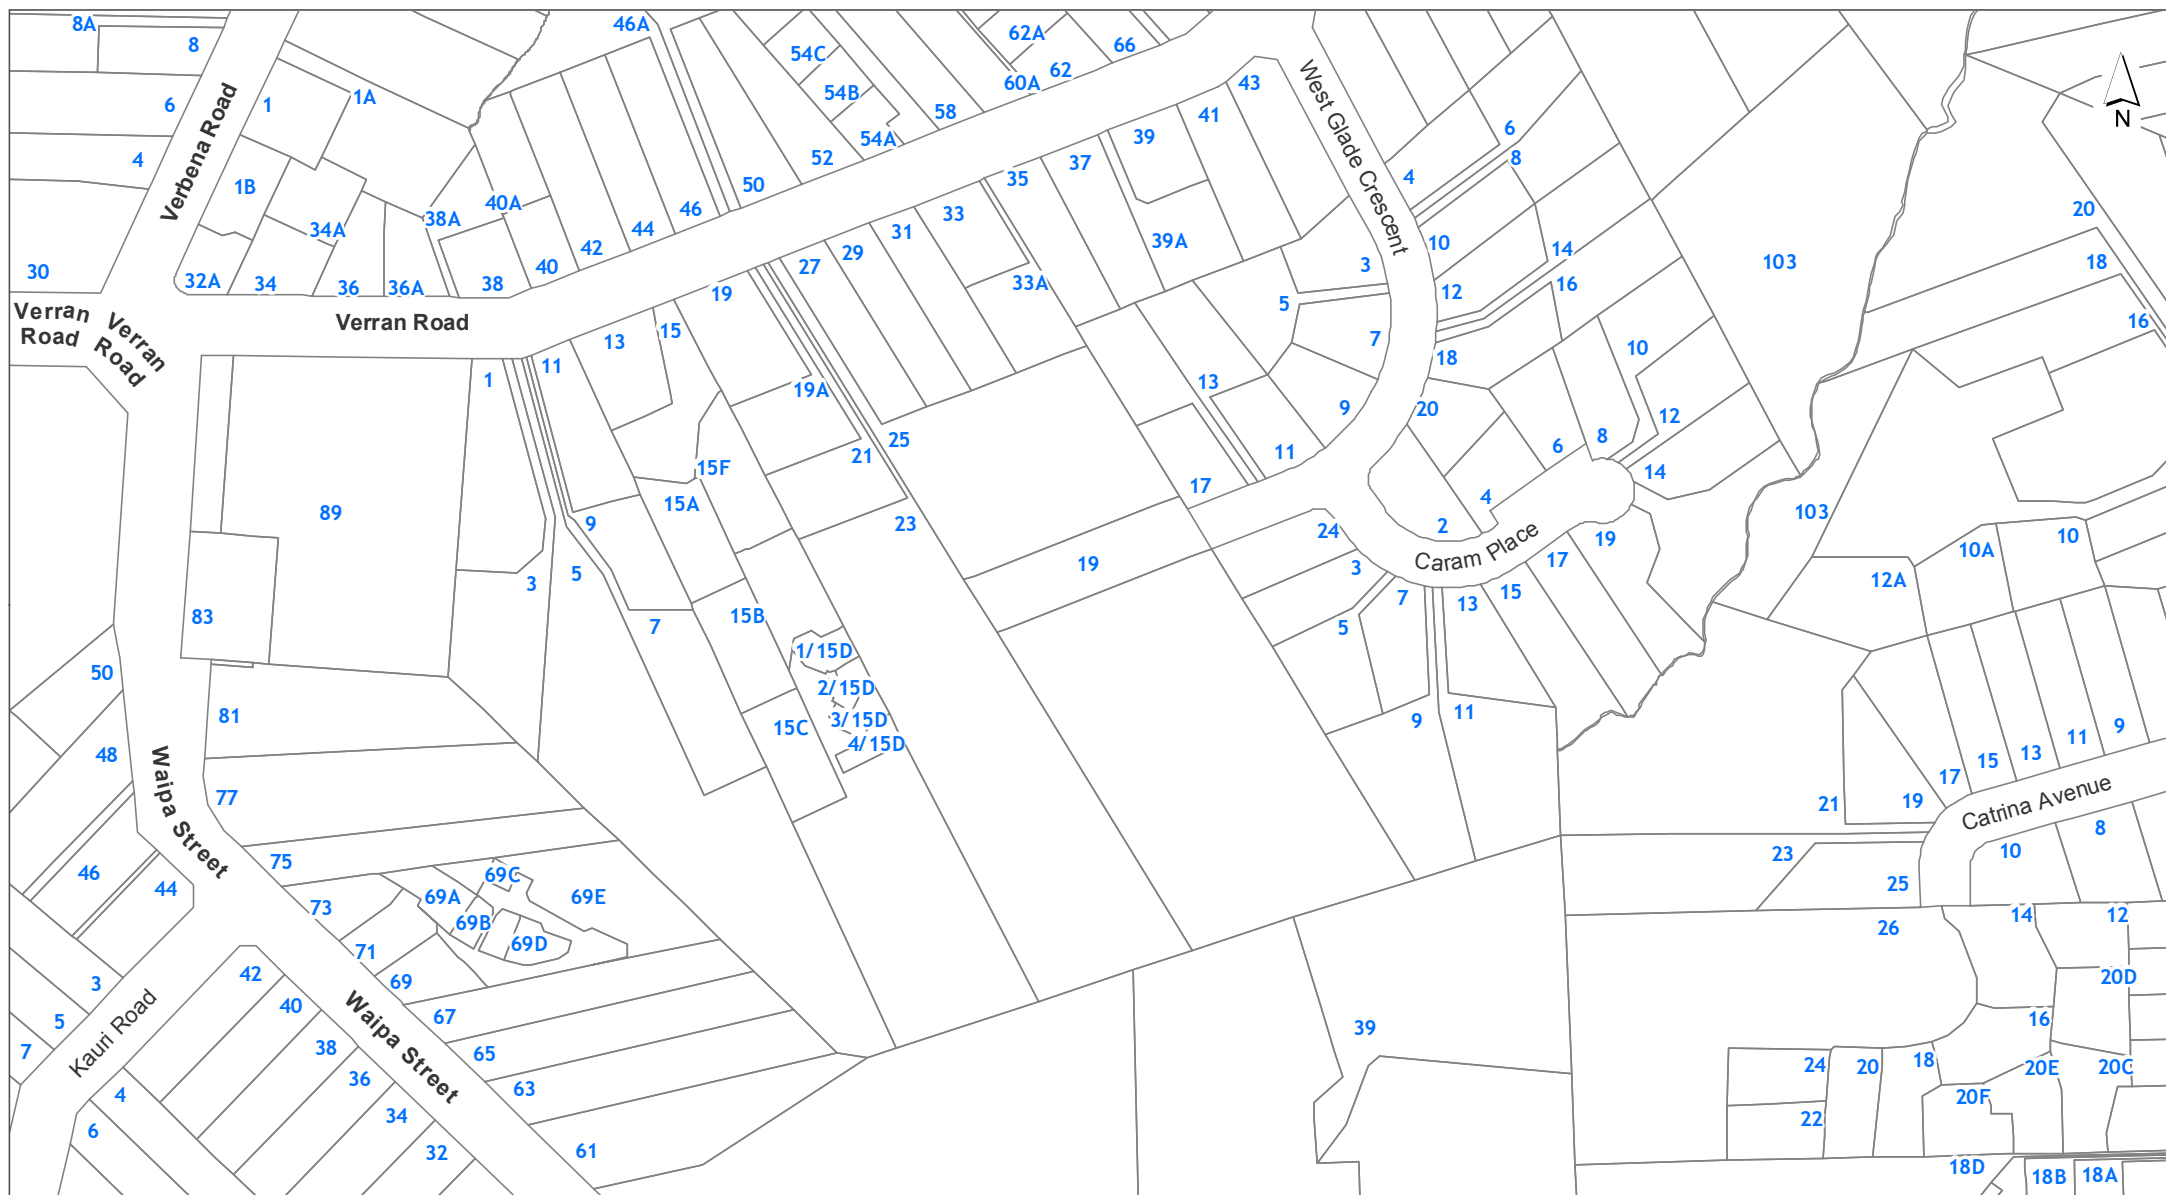 8A
8
46A
62A
66
54C
62
60A
43
6
1
1A
54B
58
41
Verbena Road
West Glade Crescent
N
4
54A
39
6
52
37
8
1B
50
35
4
40A
46
33
20
38A
34A
44
31
39A
10
42
29
14
30
32A
34
36
36A
38
40
27
33A
3
12
16
103
18
Verran
Road
Verran
Road
Verran Road
19
5
16
13
15
7
18
10
11
1
19A
13
9
20
12
25
8
6
15F
21
11
14
89
15A
17
4
9
23
24
2
103
Caram Place
19
17
10
10A
5
3
19
3
12A
7
13
15
83
15B
7
5
1/15D
50
2/15D
81
15C
3/15D
4/15D
9
11
9
11
13
15
17
48
77
Waipa Street
21
19
Catrina Avenue
8
75
23
10
46
44
69C
69A
69E
25
73
69B
69D
14
12
26
71
69
20D
3
42
40
67
16
5
Kauri Road
Waipa Street
39
7
38
65
36
63
24
20
18
20E
20C
4
34
20F
22
6
32
61
18D
18B
18A